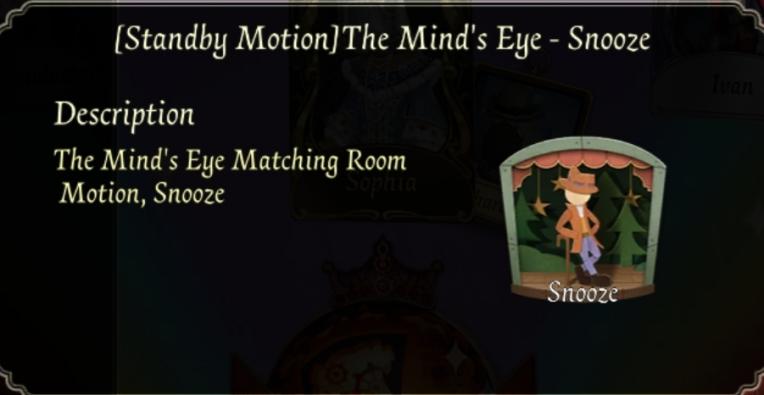 [Standby Motion]The Mind's Eye - Snooze
Description
The Mind's Eye Matching Room
Motion, Snooze
Sophia
Ivan
Snooze